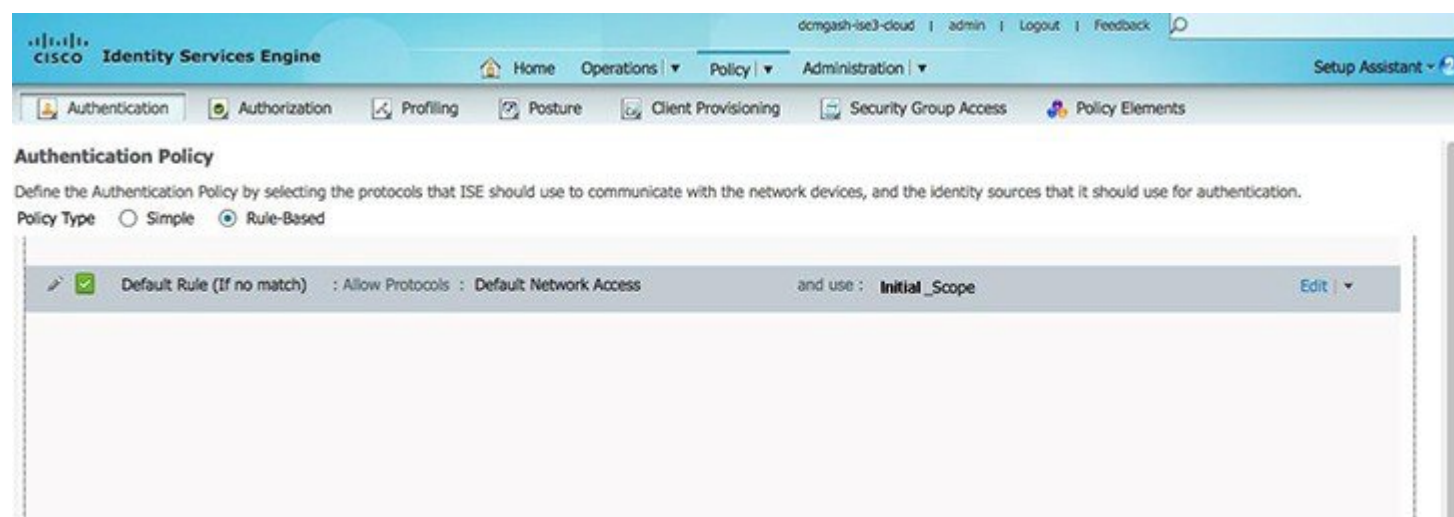 dcmgash-ise3-cloud | admin | Logout | Feedback
CISCO Identity Services Engine
Home Operations | ▼ Policy | ▼ Administration | ▼ Setup Assistant
Authentication Authorization Profiling Posture Client Provisioning Security Group Access Policy Elements
Authentication Policy
Define the Authentication Policy by selecting the protocols that ISE should use to communicate with the network devices, and the identity sources that it should use for authentication.
Policy Type Simple Rule-Based
Default Rule (If no match) : Allow Protocols : Default Network Access and use : Initial_Scope Edit | ▼